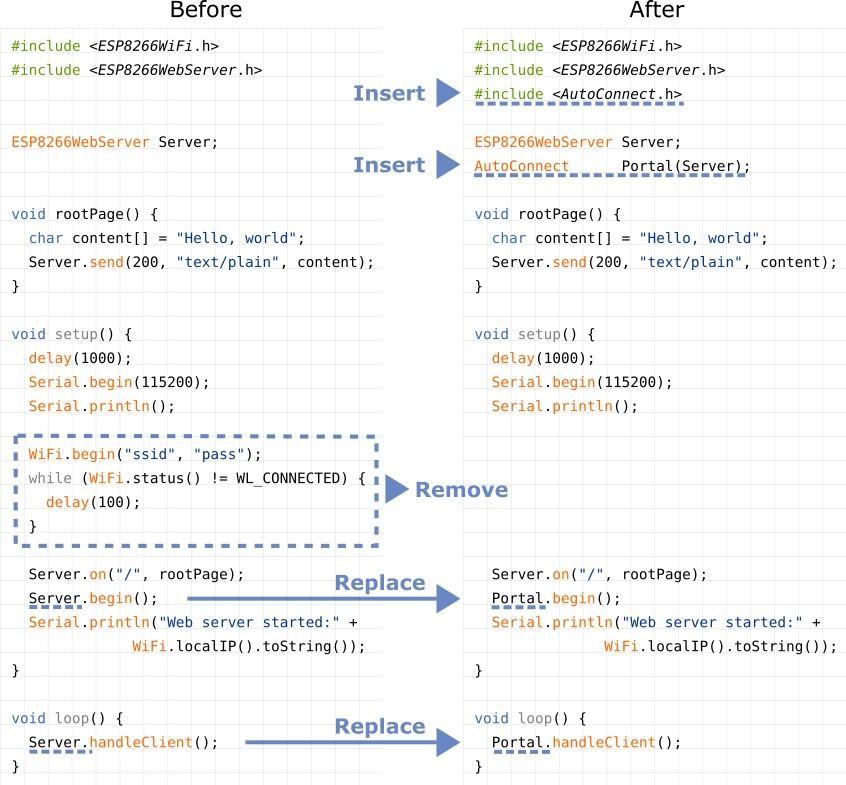 Before
#include <ESP8266WiFi.h>
#include <ESP8266WebServer.h>
ESP8266WebServer Server;
void rootPage() {
  char content[] = "Hello, world";
  Server.send(200, "text/plain", content);
}
void setup() {
  delay(1000);
  Serial.begin(115200);
  Serial.println();
  WiFi.begin("ssid", "pass");
  while (WiFi.status() != WL_CONNECTED) {
    delay(100);
  }
  Server.on("/", rootPage);
  Server.begin();
  Serial.println("Web server started:" +
              WiFi.localIP().toString());
}
void loop() {
  Server.handleClient();
}
Insert
Insert
Remove
Replace
Replace
After
#include <ESP8266WiFi.h>
#include <ESP8266WebServer.h>
#include <AutoConnect.h>
ESP8266WebServer Server;
AutoConnect      Portal(Server);
void rootPage() {
  char content[] = "Hello, world";
  Server.send(200, "text/plain", content);
}
void setup() {
  delay(1000);
  Serial.begin(115200);
  Serial.println();
  Server.on("/", rootPage);
  Portal.begin();
  Serial.println("Web server started:" +
               WiFi.localIP().toString());
}
void loop() {
  Portal.handleClient();
}